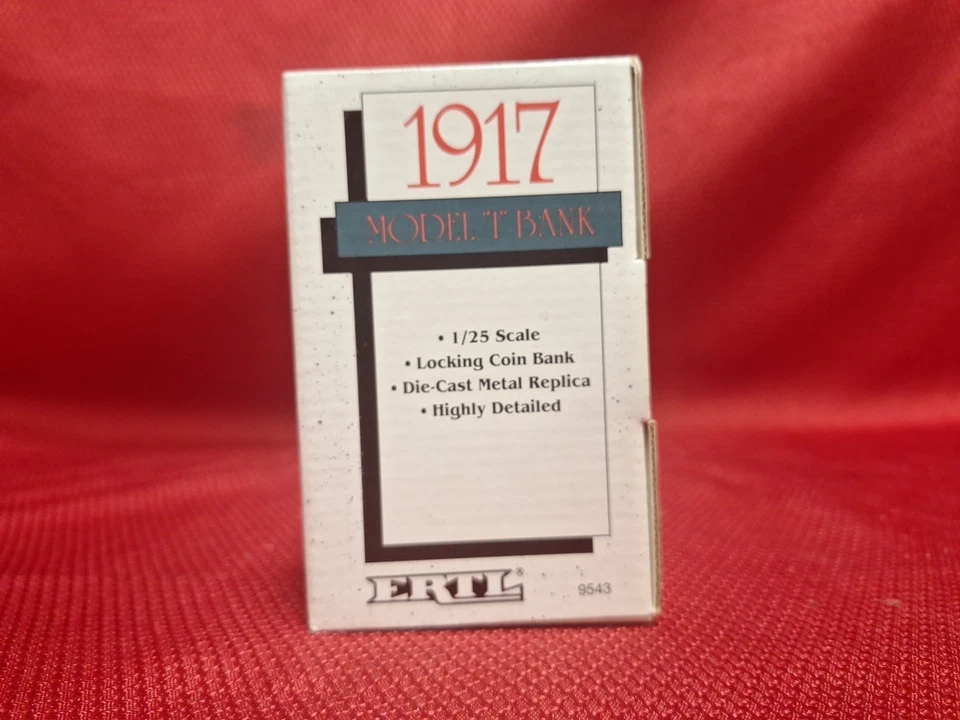 1917
MODEL "T" BANK
• 1/25 Scale
• Locking Coin Bank
• Die-Cast Metal Replica
• Highly Detailed
ERTL®
9543